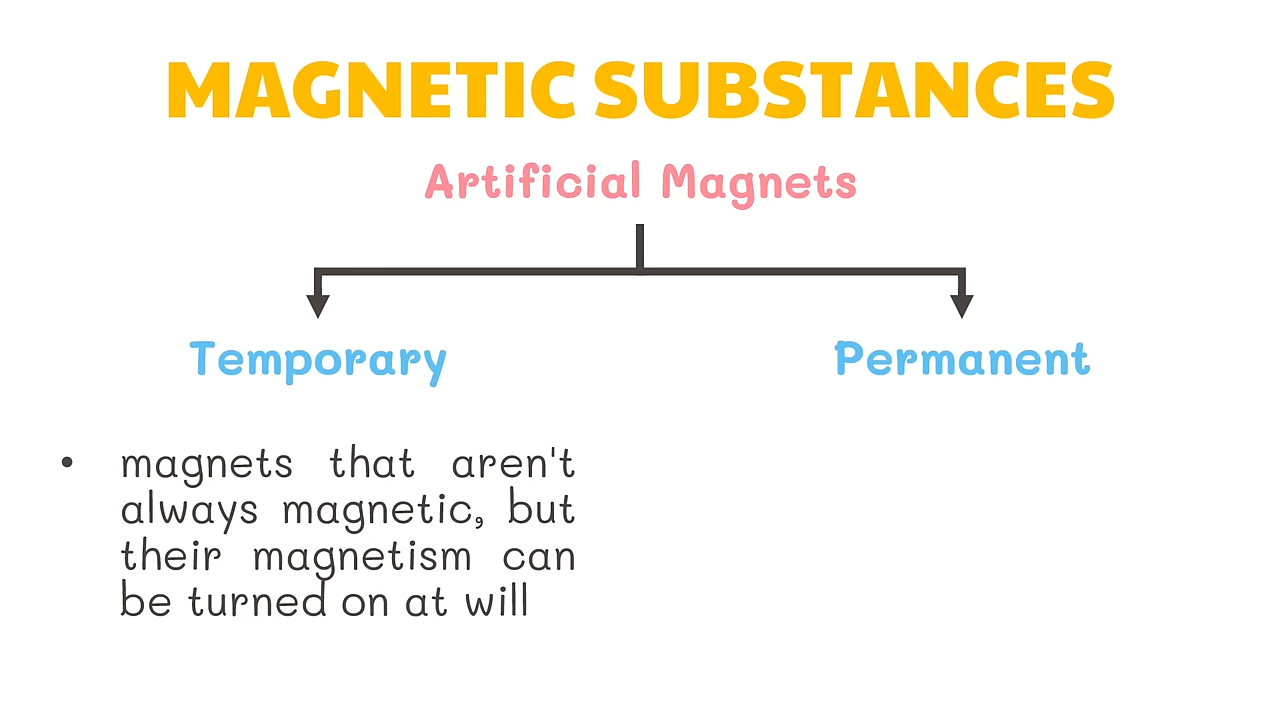 MAGNETIC SUBSTANCES
Artificial Magnets
Temporary
Permanent
• magnets that aren't
always magnetic, but
their magnetism can
be turned on at will